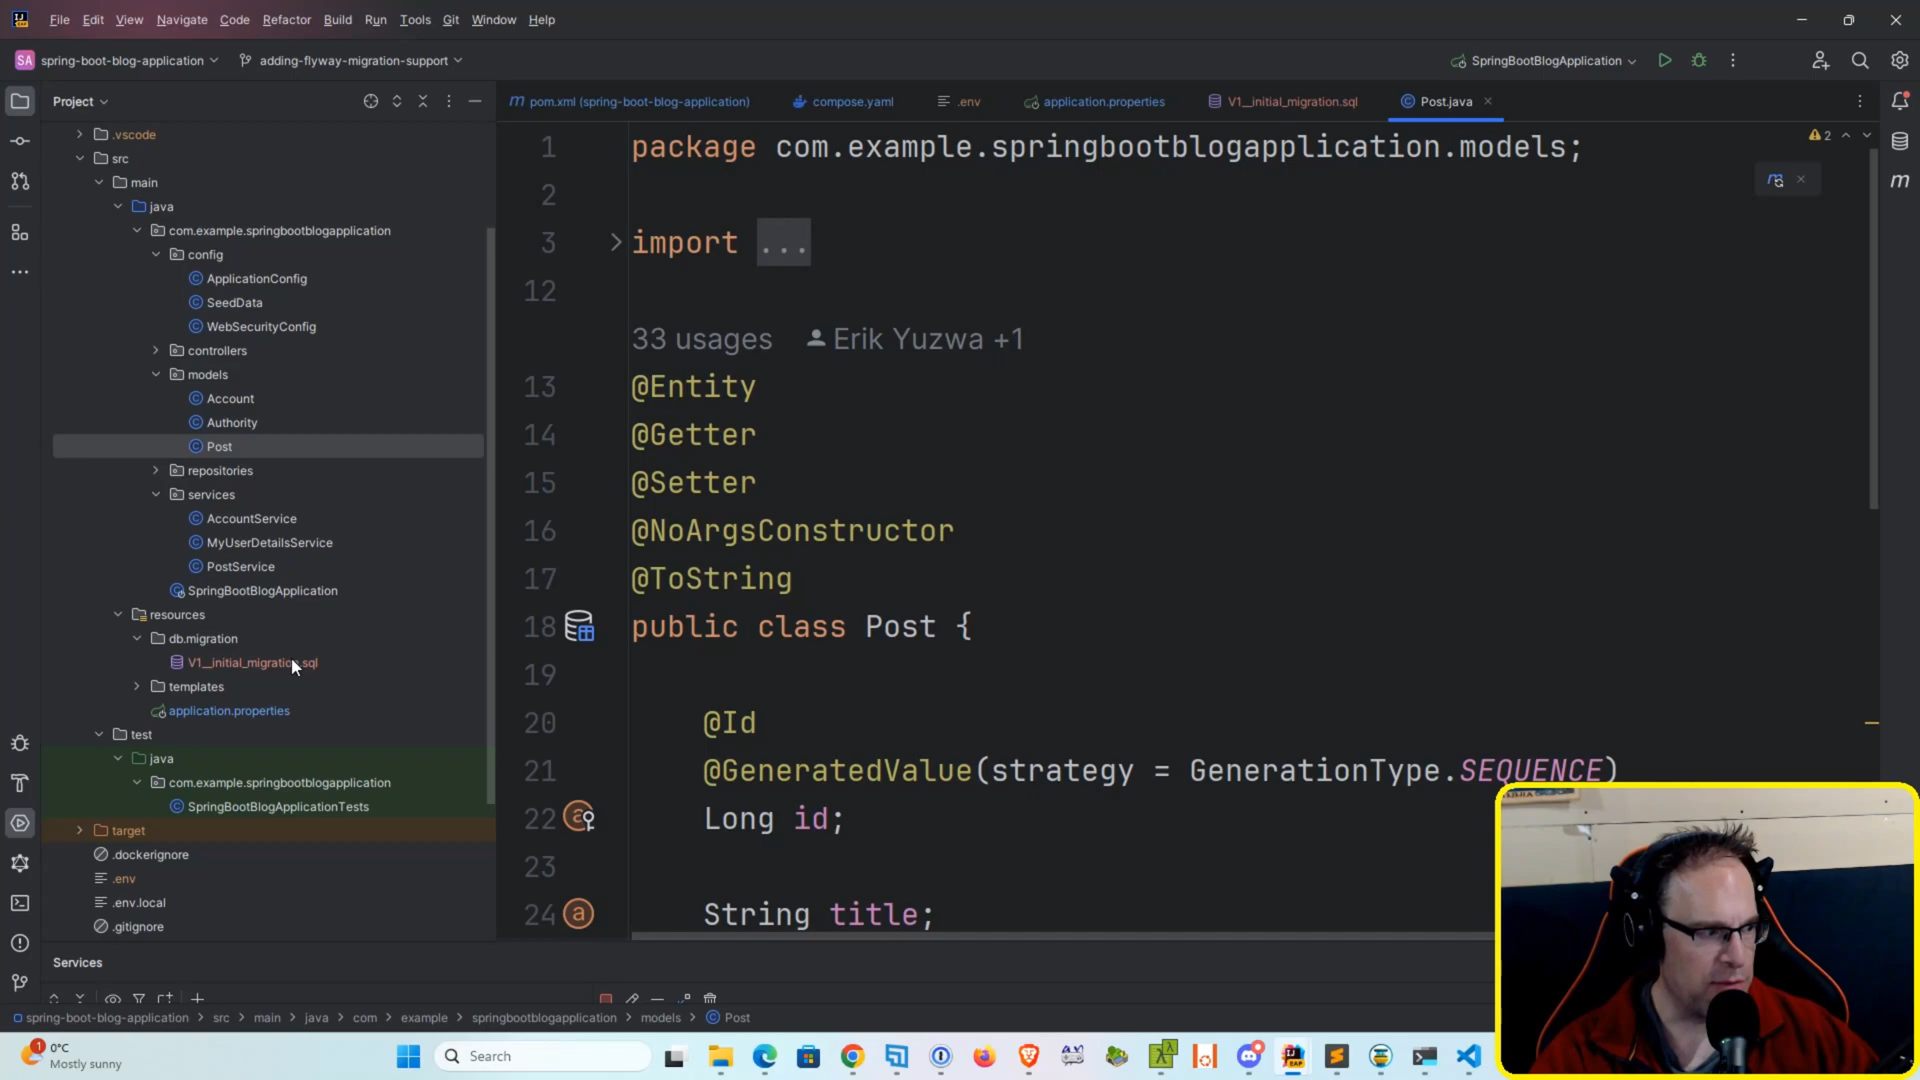 File Edit View Navigate Code Refactor Build Run Tools Git Window Help
SA spring-boot-blog-application adding-flyway-migration-support SpringBootBlogApplication
Project
pom.xml (spring-boot-blog-application) compose.yaml .env application.properties V1__initial_migration.sql Post.java
.vscode
src
main
java
com.example.springbootblogapplication
config
ApplicationConfig
SeedData
WebSecurityConfig
controllers
models
Account
Authority
Post
repositories
services
AccountService
MyUserDetailsService
PostService
SpringBootBlogApplication
resources
db.migration
V1__initial_migration.sql
templates
application.properties
test
java
com.example.springbootblogapplication
SpringBootBlogApplicationTests
target
.dockerignore
.env
.env.local
.gitignore
2
1 package com.example.springbootblogapplication.models;
2
3 import ...
12
33 usages Erik Yuzwa +1
13 @Entity
14 @Getter
15 @Setter
16 @NoArgsConstructor
17 @ToString
18 public class Post {
19
20 @Id
21 @GeneratedValue(strategy = GenerationType.SEQUENCE)
22 Long id;
23
24 String title;
Services
spring-boot-blog-application > src > main > java > com > example > springbootblogapplication > models > Post
1 0°C
Mostly sunny
Search